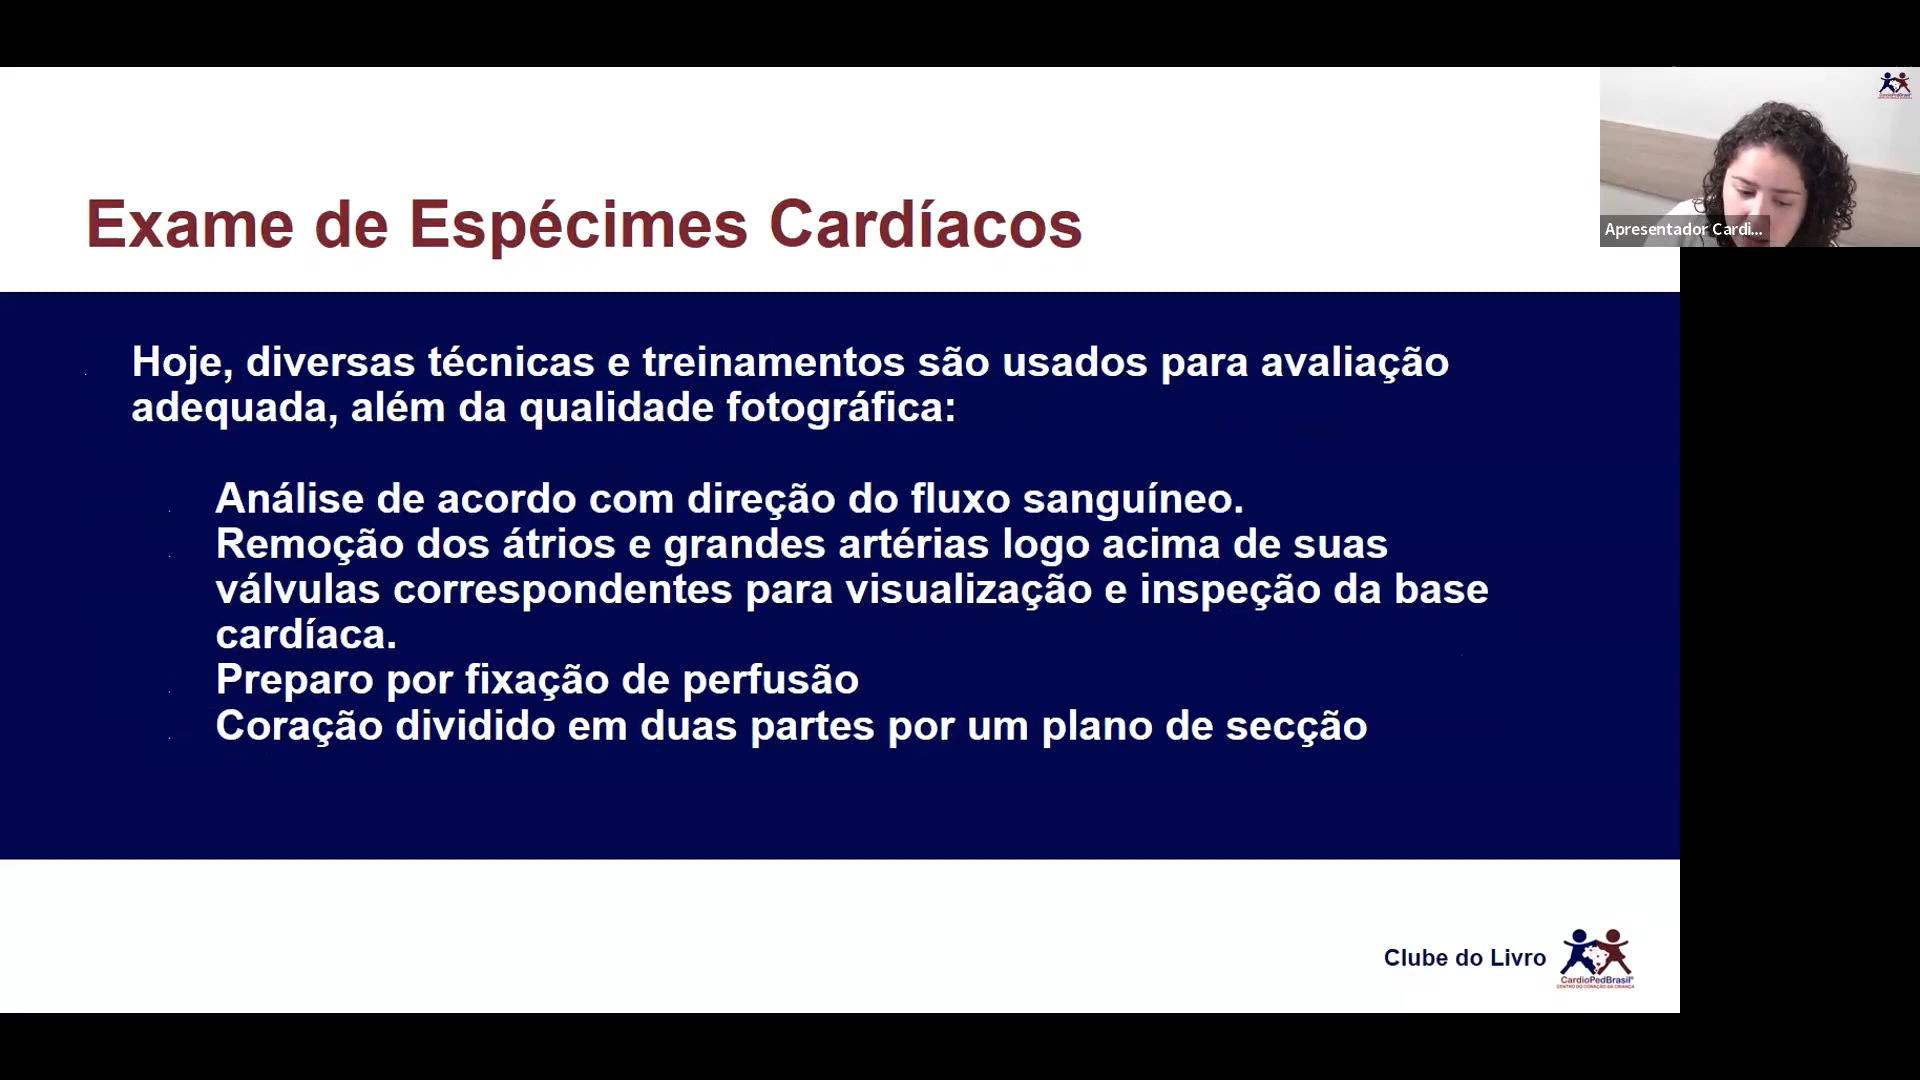 Exame de Espécimes Cardíacos
Apresentador Cardi...
Hoje, diversas técnicas e treinamentos são usados para avaliação
adequada, além da qualidade fotográfica:
Análise de acordo com direção do fluxo sanguíneo.
Remoção dos átrios e grandes artérias logo acima de suas
válvulas correspondentes para visualização e inspeção da base
cardíaca.
Preparo por fixação de perfusão
Coração dividido em duas partes por um plano de secção
Clube do Livro
CardioPedBrasil®
CENTRO DO CORAÇÃO DA CRIANÇA